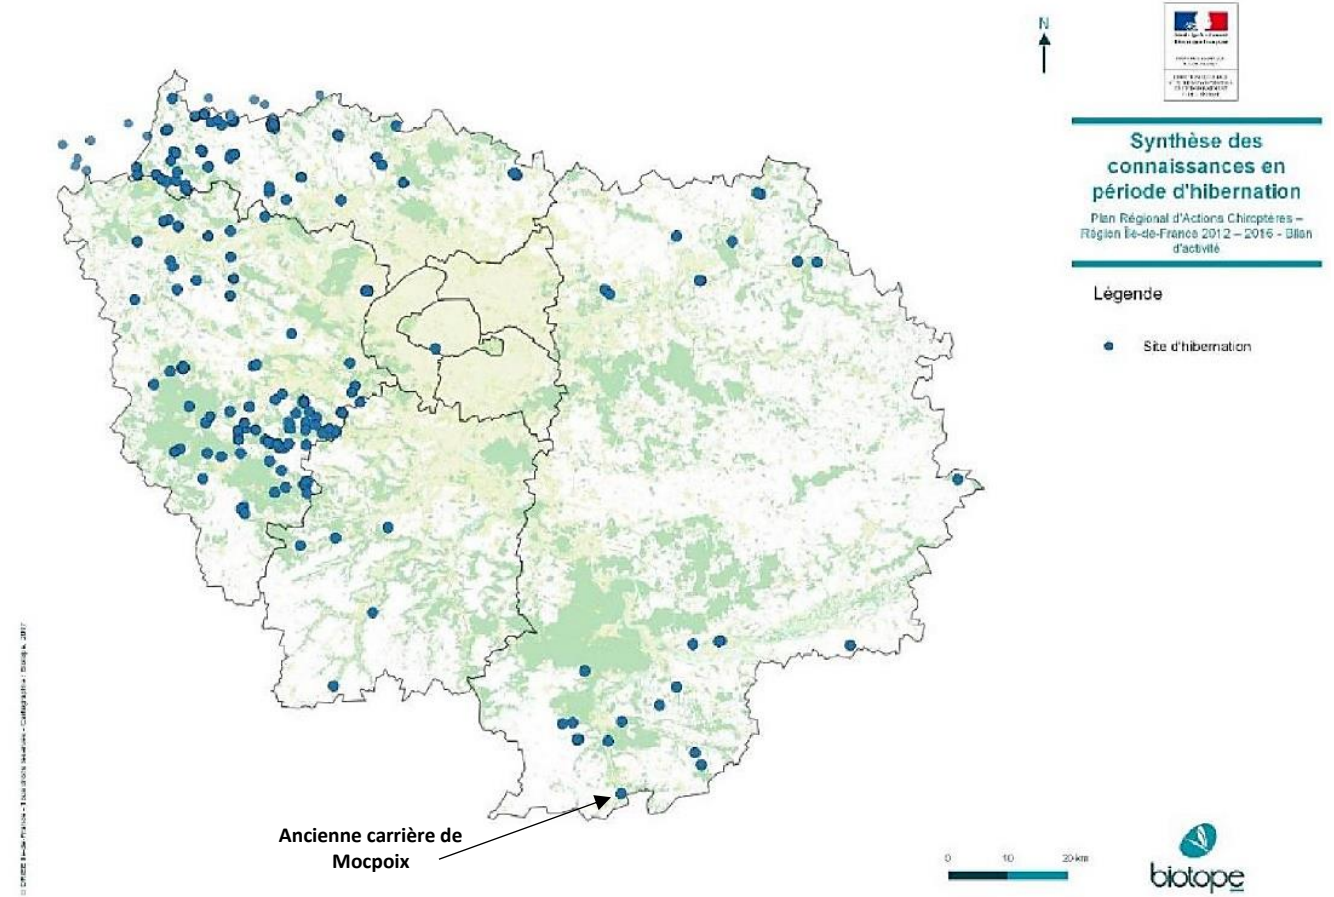 N
Synthèse des
connaissances en
période d'hibernation
Plan Régional d'Actions Chiroptères –
Région Île-de-France 2012 – 2016 - Bilan
d'activité
Légende
Site d'hibernation
Ancienne carrière de
Mocpoix
0 10 20 km
biotope